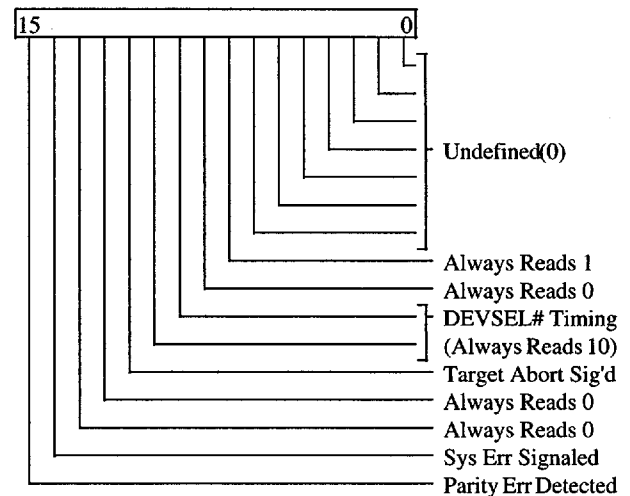 15 0
Undefined(0)
Always Reads 1
Always Reads 0
DEVSEL# Timing
(Always Reads 10)
Target Abort Sig'd
Always Reads 0
Always Reads 0
Sys Err Signaled
Parity Err Detected